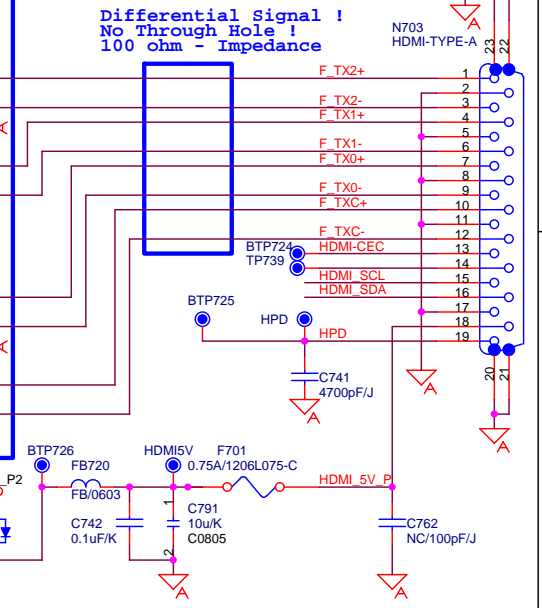 Differential Signal !
No Through Hole !
100 ohm - Impedance
N703
HDMI-TYPE-A
23
22
F_TX2+
1
2
F_TX2-
3
F_TX1+
4
5
F_TX1-
6
F_TX0+
7
8
F_TX0-
9
F_TXC+
10
11
F_TXC-
12
BTP724
HDMI-CEC
13
TP739
14
HDMI_SCL
15
HDMI_SDA
16
17
BTP725
HPD
18
HPD
19
20
21
C741
4700pF/J
A
A
A
A
A
A
A
A
BTP726
HDMI5V
F701
0.75A/1206L075-C
_P2
FB720
FB/0603
HDMI_5V_P
1
C791
10u/K
C0805
2
C742
0.1uF/K
C762
NC/100pF/J